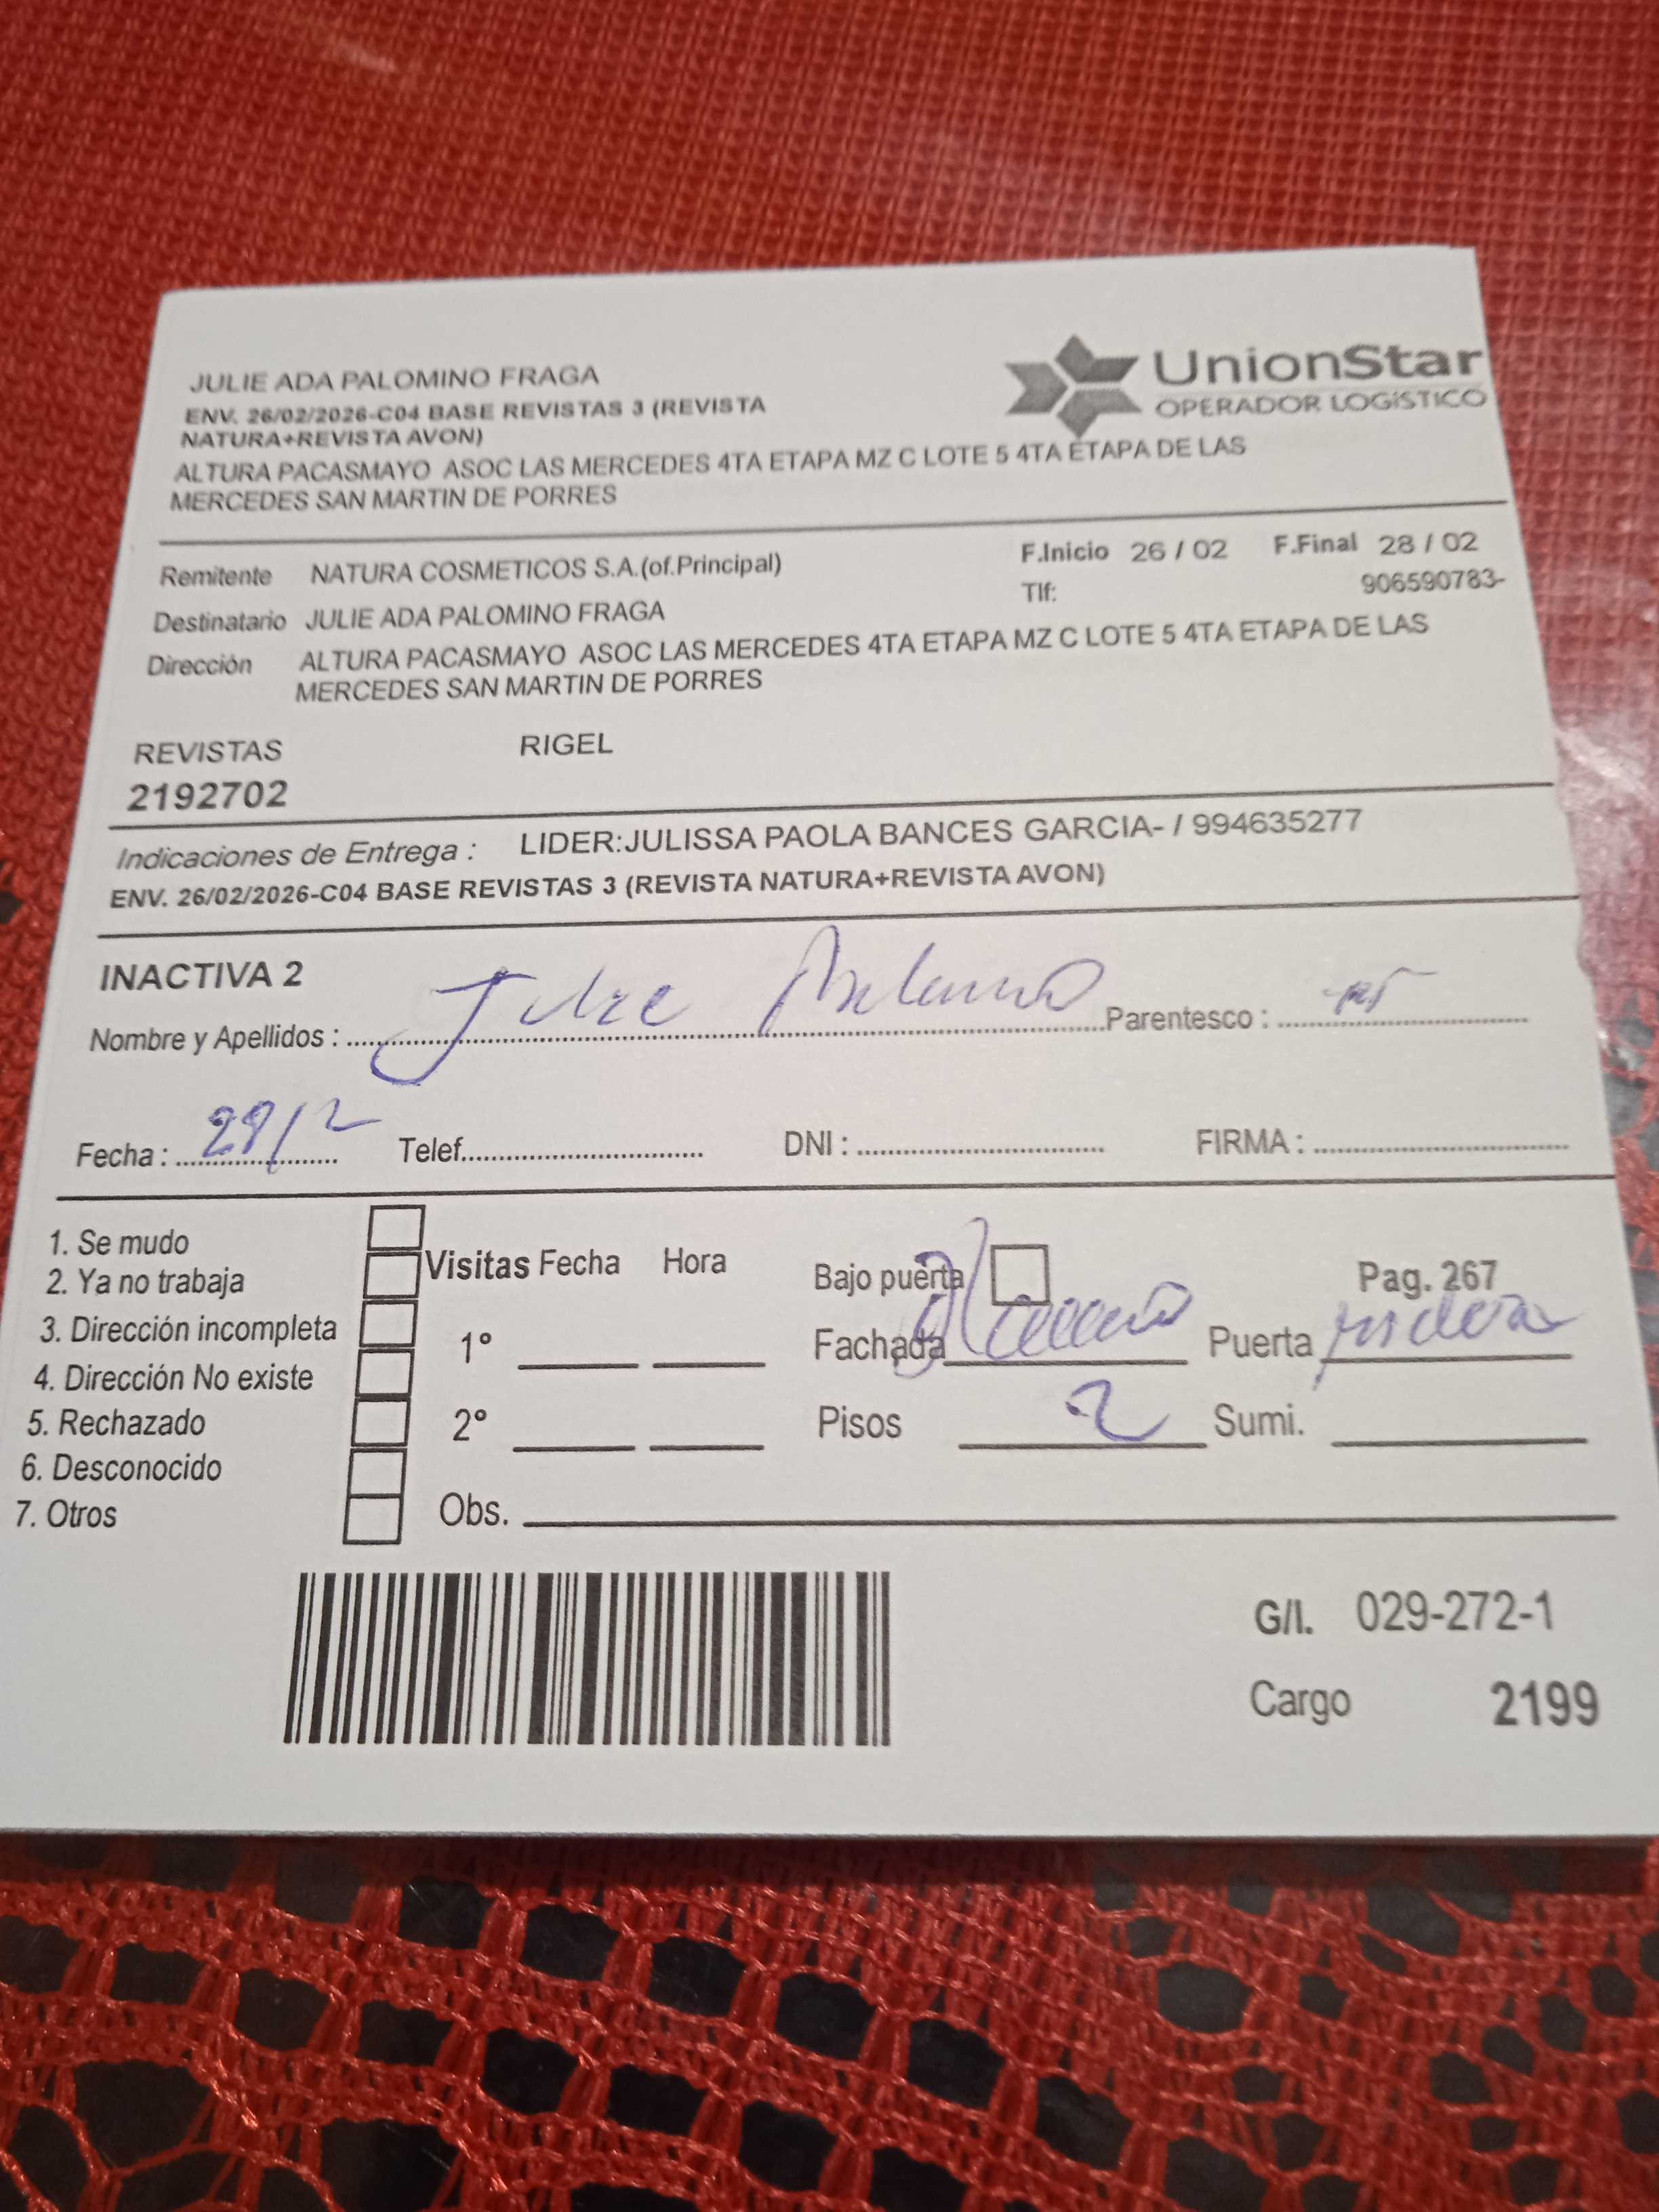 JULIE ADA PALOMINO FRAGA
ENV. 26/02/2026-C04 BASE REVISTAS 3 (REVISTA
NATURA+REVISTA AVON)
ALTURA PACASMAYO ASOC LAS MERCEDES 4TA ETAPA MZ C LOTE 5 4TA ETAPA DE LAS
MERCEDES SAN MARTIN DE PORRES
UnionStar
OPERADOR LOGíSTICO
Remitente NATURA COSMETICOS S.A.(of.Principal) F.Inicio 26 / 02 F.Final 28 / 02
Tlf: 906590783-
Destinatario JULIE ADA PALOMINO FRAGA
Dirección ALTURA PACASMAYO ASOC LAS MERCEDES 4TA ETAPA MZ C LOTE 5 4TA ETAPA DE LAS
MERCEDES SAN MARTIN DE PORRES
REVISTAS RIGEL
2192702
Indicaciones de Entrega : LIDER:JULISSA PAOLA BANCES GARCIA- / 994635277
ENV. 26/02/2026-C04 BASE REVISTAS 3 (REVISTA NATURA+REVISTA AVON)
INACTIVA 2
Nombre y Apellidos : Julie Palomino Parentesco :
Fecha : 28/2 Telef. DNI : FIRMA :
1. Se mudo
2. Ya no trabaja
3. Dirección incompleta
4. Dirección No existe
5. Rechazado
6. Desconocido
7. Otros
Visitas Fecha Hora
1°
2°
Obs.
Bajo puerta Pag. 267
Fachada Puerta
Pisos 2 Sumi.
G/I. 029-272-1
Cargo 2199